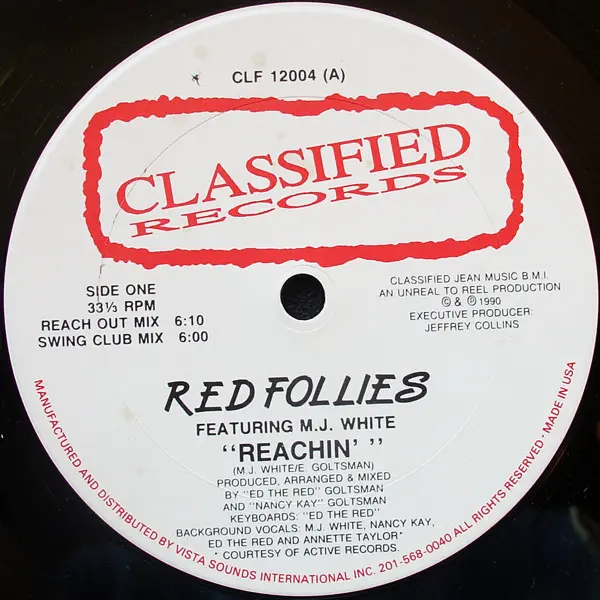 CLF 12004 (A)
CLASSIFIED
RECORDS
SIDE ONE
33⅓ RPM
REACH OUT MIX 6:10
SWING CLUB MIX 6:00
CLASSIFIED JEAN MUSIC B.M.I.
AN UNREAL TO REEL PRODUCTION
© & ℗ 1990
EXECUTIVE PRODUCER:
JEFFREY COLLINS
RED FOLLIES
FEATURING M.J. WHITE
"REACHIN' "
(M.J. WHITE/E. GOLTSMAN)
PRODUCED, ARRANGED & MIXED
BY "ED THE RED" GOLTSMAN
AND "NANCY KAY" GOLTSMAN
KEYBOARDS: "ED THE RED"
BACKGROUND VOCALS: M.J. WHITE, NANCY KAY,
ED THE RED AND ANNETTE TAYLOR*
* COURTESY OF ACTIVE RECORDS.
MANUFACTURED AND DISTRIBUTED BY VISTA SOUNDS INTERNATIONAL INC. 201-568-0040 ALL RIGHTS RESERVED · MADE IN USA